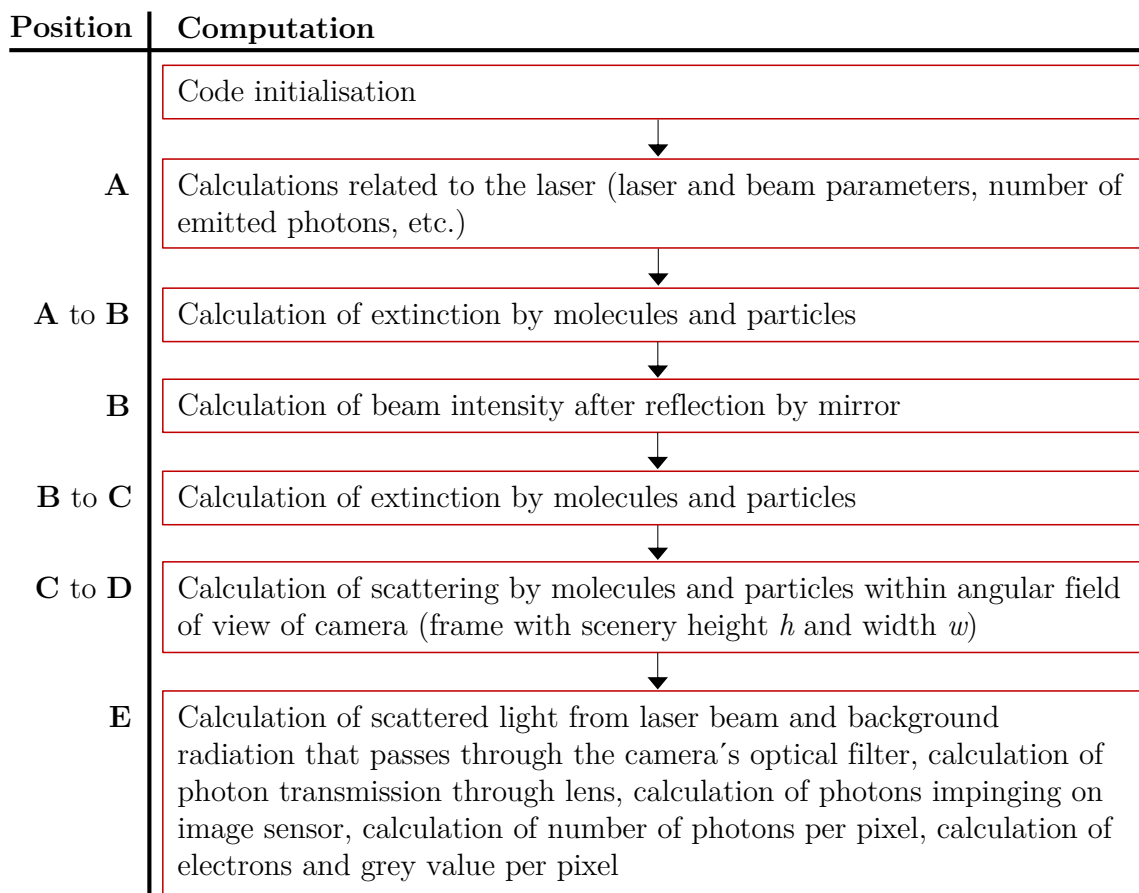 Position Computation
Code initialisation
A Calculations related to the laser (laser and beam parameters, number of
emitted photons, etc.)
A to B Calculation of extinction by molecules and particles
B Calculation of beam intensity after reflection by mirror
B to C Calculation of extinction by molecules and particles
C to D Calculation of scattering by molecules and particles within angular field
of view of camera (frame with scenery height h and width w)
E Calculation of scattered light from laser beam and background
radiation that passes through the camera´s optical filter, calculation of
photon transmission through lens, calculation of photons impinging on
image sensor, calculation of number of photons per pixel, calculation of
electrons and grey value per pixel